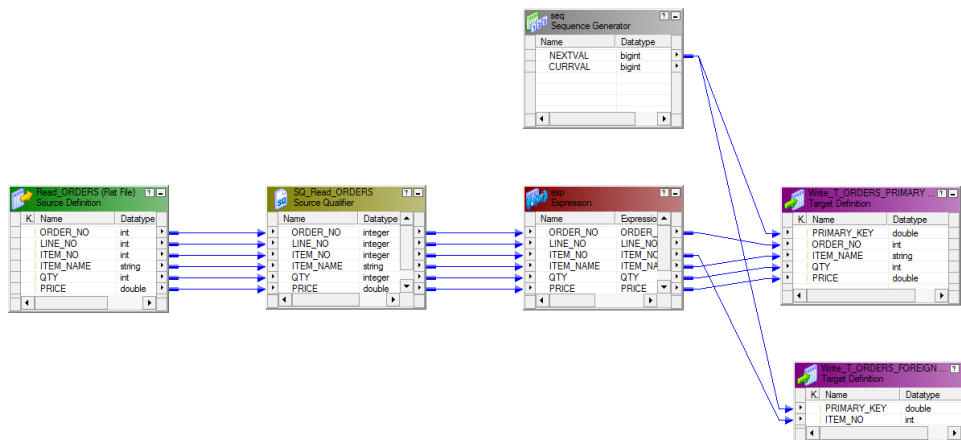 seq
Sequence Generator
Name Datatype
NEXTVAL bigint
CURRVAL bigint
Read_ORDERS (Flat File)
Source Definition
K. Name Datatype
ORDER_NO int
LINE_NO int
ITEM_NO int
ITEM_NAME string
QTY int
PRICE double
SQ_Read_ORDERS
Source Qualifier
Name Datatype
ORDER_NO integer
LINE_NO integer
ITEM_NO integer
ITEM_NAME string
QTY integer
PRICE double
exp
Expression
Name Expressio
ORDER_NO ORDER_
LINE_NO LINE_NO
ITEM_NO ITEM_NO
ITEM_NAME ITEM_NA
QTY QTY
PRICE PRICE
Write_T_ORDERS_PRIMARY ...
Target Definition
K. Name Datatype
PRIMARY_KEY double
ORDER_NO int
ITEM_NAME string
QTY int
PRICE double
Write_T_ORDERS_FOREIGN ...
Target Definition
K. Name Datatype
PRIMARY_KEY double
ITEM_NO int